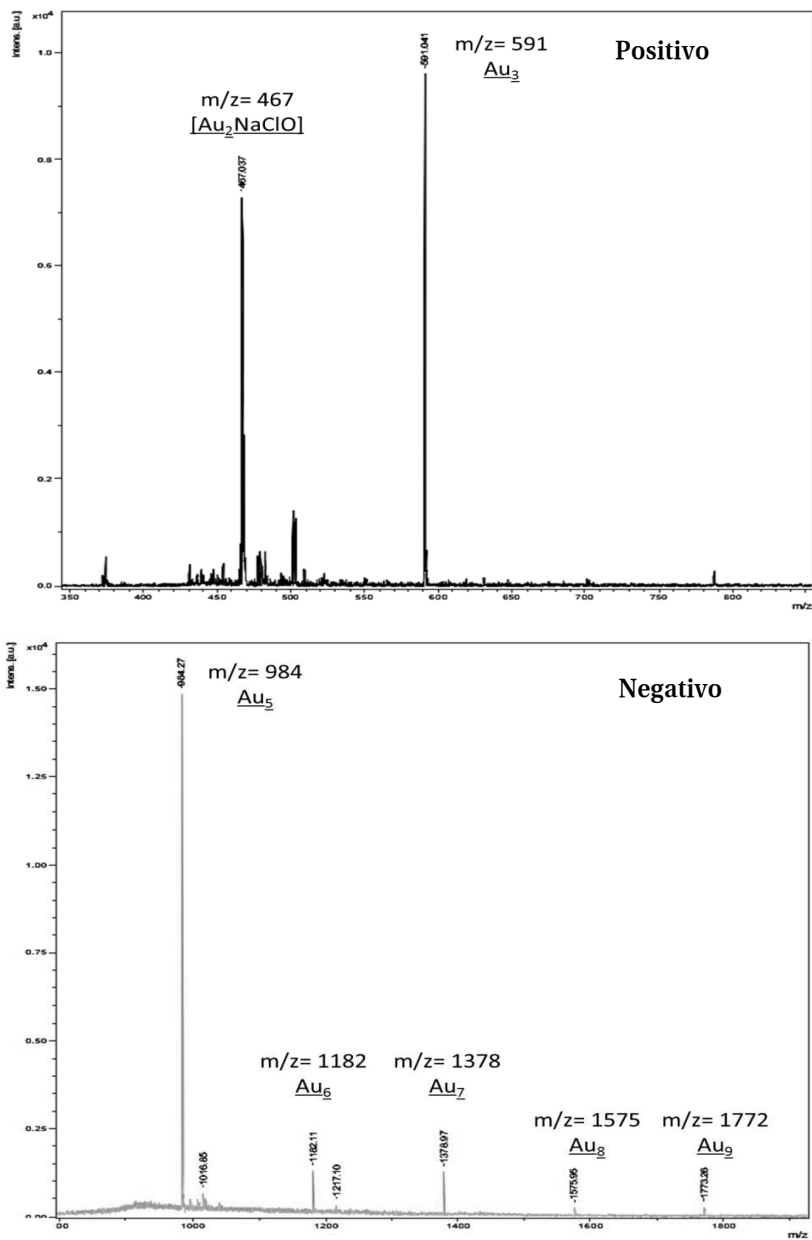 x10⁴
Intens. [a.u.]
m/z= 591
Au3
Positivo
591.041
m/z= 467
[Au2NaClO]
467.037
1.0
0.8
0.6
0.4
0.2
0.0
350 400 450 500 550 600 650 700 750 800
m/z
x10⁴
Intens. [a.u.]
984.27
m/z= 984
Au5
Negativo
1.50
1.25
1.00
0.75
0.50
0.25
0.00
m/z= 1182
Au6
m/z= 1378
Au7
m/z= 1575
Au8
m/z= 1772
Au9
1016.85
1182.11
1217.10
1378.97
1575.95
1773.26
00 1000 1200 1400 1600 1800
m/z